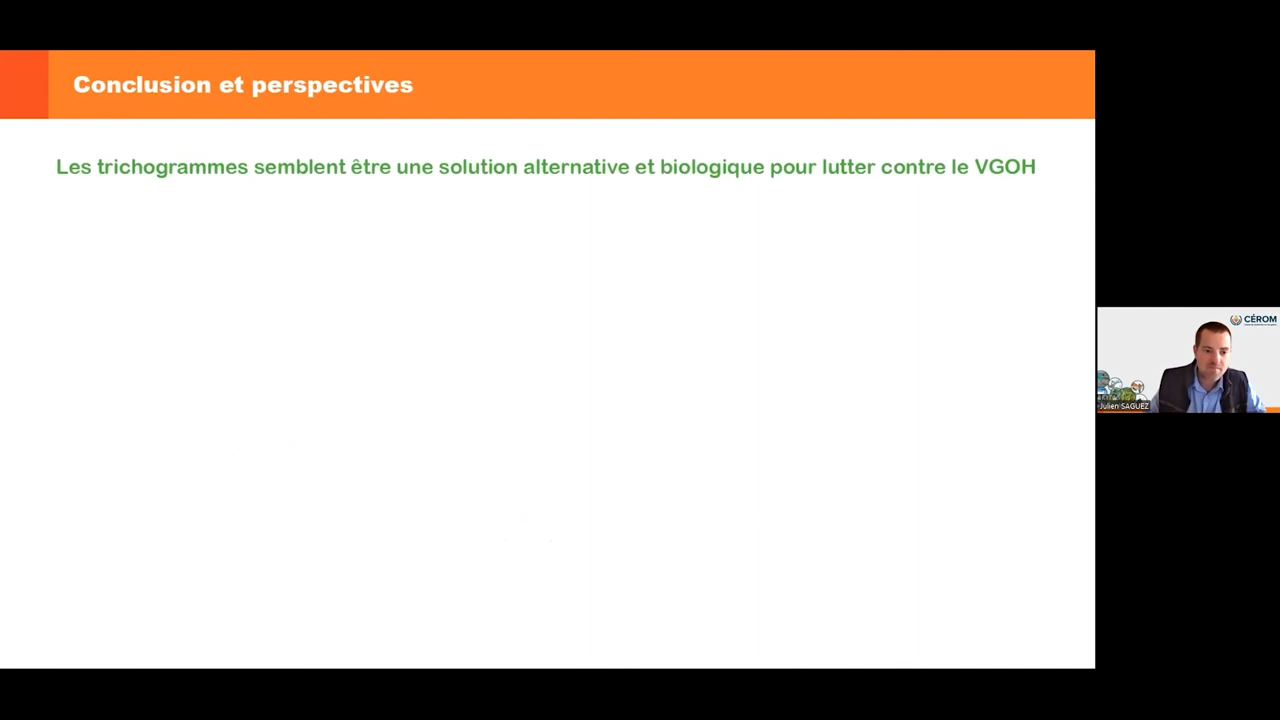 Conclusion et perspectives
Les trichogrammes semblent être une solution alternative et biologique pour lutter contre le VGOH
CÉROM
Julien SAGUEZ